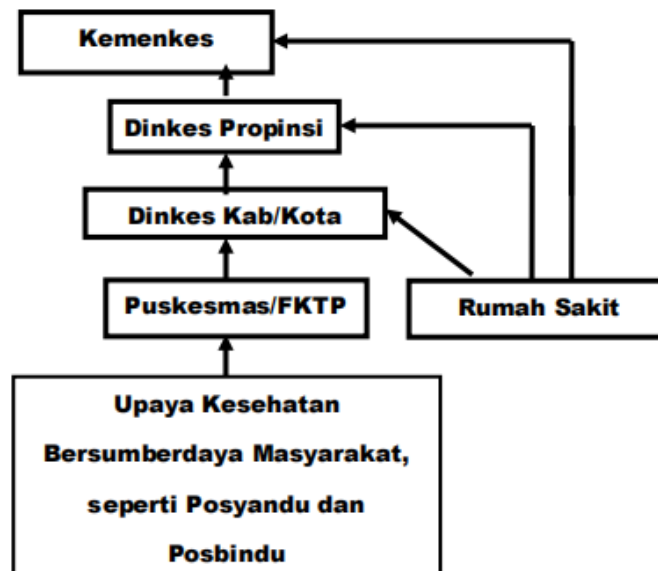 Kemenkes
Dinkes Propinsi
Dinkes Kab/Kota
Puskesmas/FKTP
Rumah Sakit
Upaya Kesehatan
Bersumberdaya Masyarakat,
seperti Posyandu dan
Posbindu